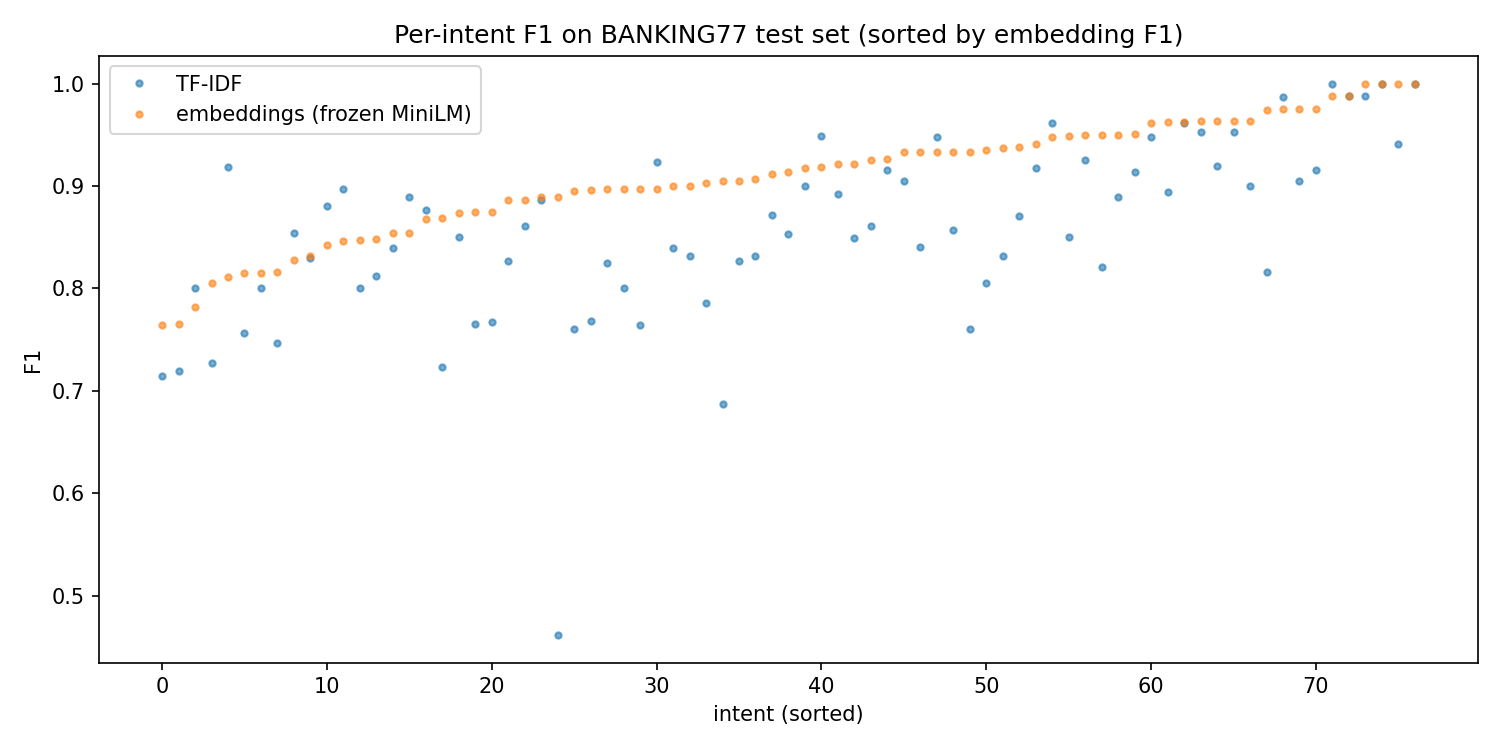 Per-intent F1 on BANKING77 test set (sorted by embedding F1)
TF-IDF
embeddings (frozen MiniLM)
1.0
0.9
0.8
0.7
0.6
0.5
F1
0 10 20 30 40 50 60 70
intent (sorted)